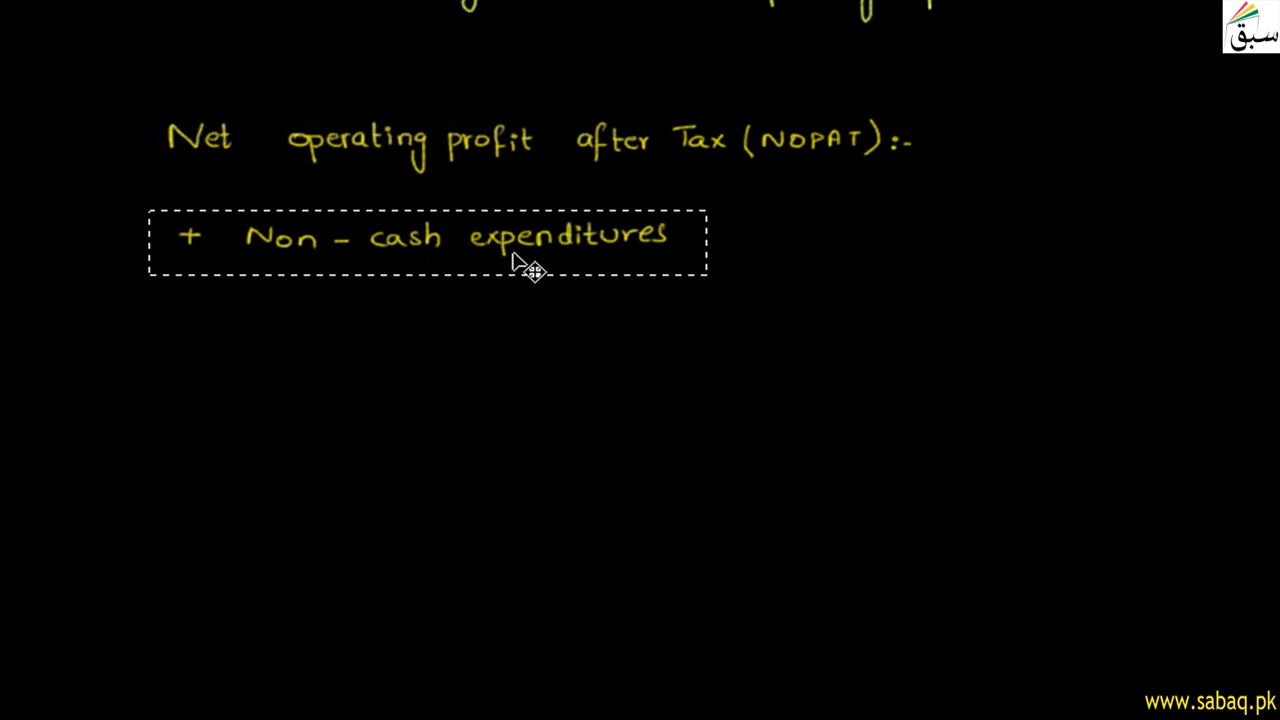 سبق
Net operating profit after Tax (NOPAT) :-
+ Non - cash expenditures
www.sabaq.pk